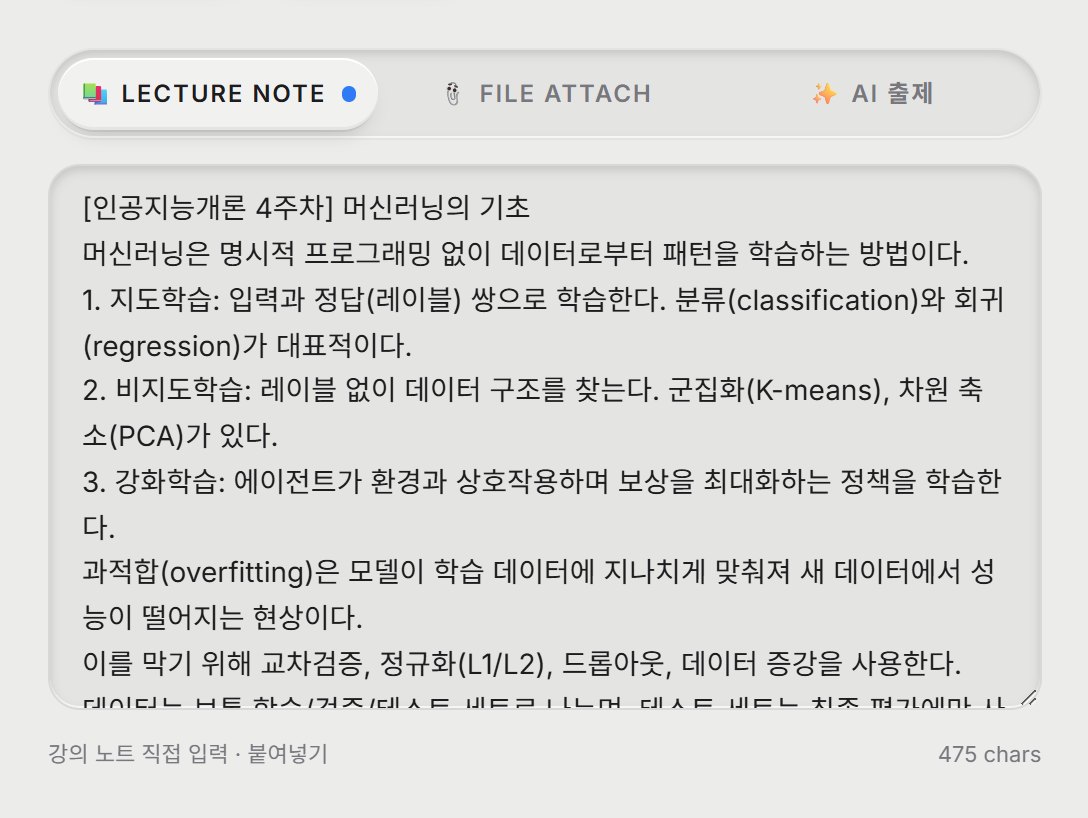 LECTURE NOTE
FILE ATTACH
AI 출제
[인공지능개론 4주차] 머신러닝의 기초
머신러닝은 명시적 프로그래밍 없이 데이터로부터 패턴을 학습하는 방법이다.
1. 지도학습: 입력과 정답(레이블) 쌍으로 학습한다. 분류(classification)와 회귀
(regression)가 대표적이다.
2. 비지도학습: 레이블 없이 데이터 구조를 찾는다. 군집화(K-means), 차원 축
소(PCA)가 있다.
3. 강화학습: 에이전트가 환경과 상호작용하며 보상을 최대화하는 정책을 학습한
다.
과적합(overfitting)은 모델이 학습 데이터에 지나치게 맞춰져 새 데이터에서 성
능이 떨어지는 현상이다.
이를 막기 위해 교차검증, 정규화(L1/L2), 드롭아웃, 데이터 증강을 사용한다.
강의 노트 직접 입력 · 붙여넣기
475 chars